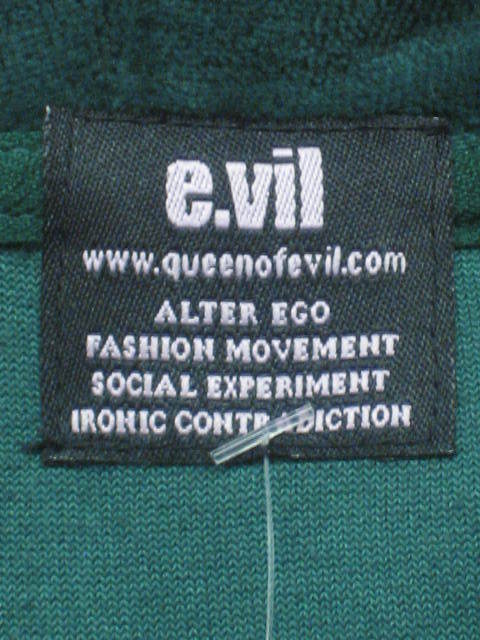 e.vil
www.queenofevil.com
ALTER EGO
FASHION MOVEMENT
SOCIAL EXPERIMENT
IRONIC CONTRADICTION